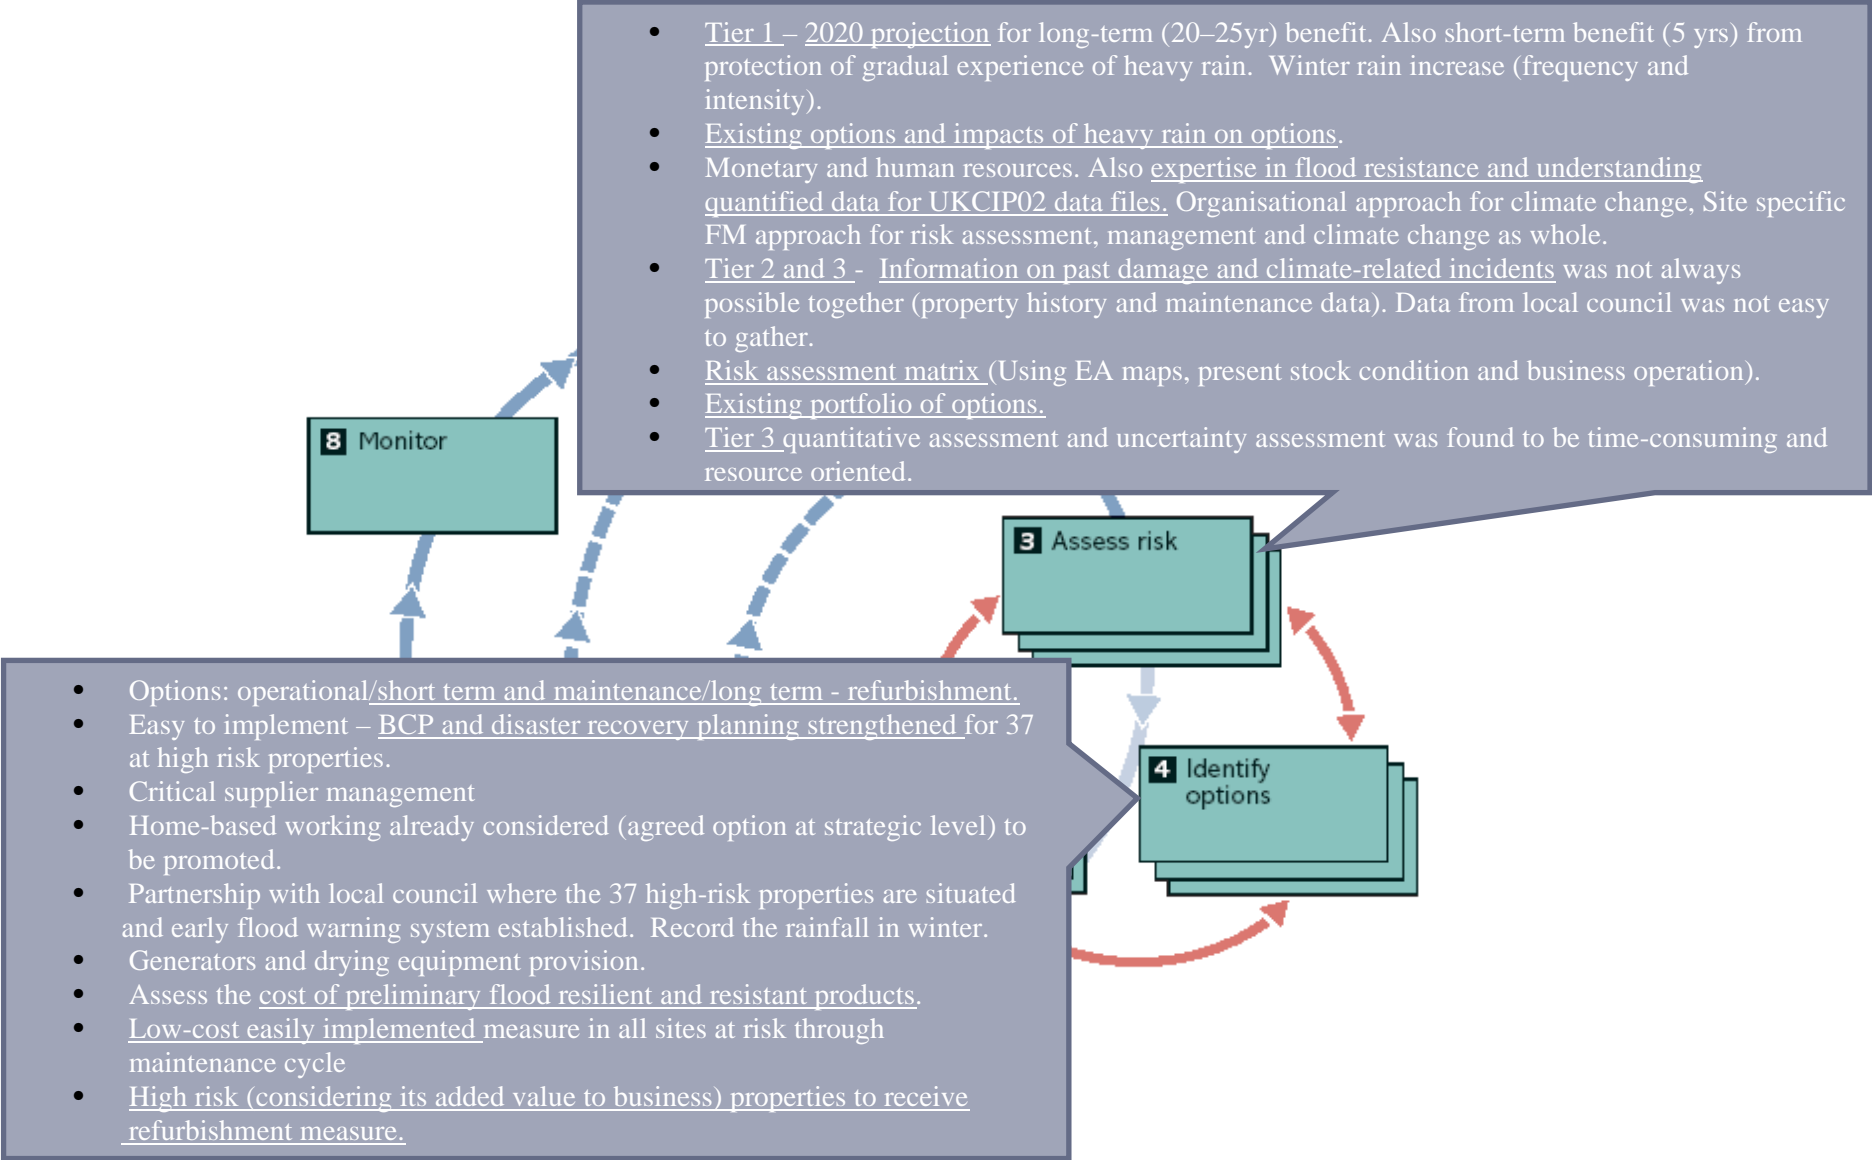 • Tier 1 – 2020 projection for long-term (20–25yr) benefit. Also short-term benefit (5 yrs) from
protection of gradual experience of heavy rain.  Winter rain increase (frequency and
intensity).
• Existing options and impacts of heavy rain on options.
• Monetary and human resources. Also expertise in flood resistance and understanding
quantified data for UKCIP02 data files. Organisational approach for climate change, Site specific
FM approach for risk assessment, management and climate change as whole.
• Tier 2 and 3 -  Information on past damage and climate-related incidents was not always
possible together (property history and maintenance data). Data from local council was not easy
to gather.
• Risk assessment matrix (Using EA maps, present stock condition and business operation).
• Existing portfolio of options.
• Tier 3 quantitative assessment and uncertainty assessment was found to be time-consuming and
resource oriented.
8 Monitor
3 Assess risk
• Options: operational/short term and maintenance/long term - refurbishment.
• Easy to implement – BCP and disaster recovery planning strengthened for 37
at high risk properties.
• Critical supplier management
• Home-based working already considered (agreed option at strategic level) to
be promoted.
• Partnership with local council where the 37 high-risk properties are situated
and early flood warning system established.  Record the rainfall in winter.
• Generators and drying equipment provision.
• Assess the cost of preliminary flood resilient and resistant products.
• Low-cost easily implemented measure in all sites at risk through
maintenance cycle
• High risk (considering its added value to business) properties to receive
refurbishment measure.
4 Identify
options